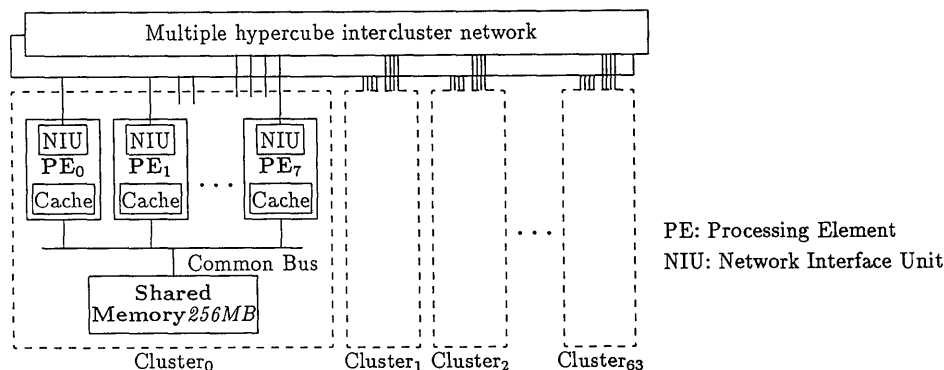 Multiple hypercube intercluster network
NIU NIU NIU
PE₀ PE₁ PE₇
Cache Cache ... Cache
Common Bus
Shared
Memory 256MB
...
PE: Processing Element
NIU: Network Interface Unit
Cluster₀ Cluster₁ Cluster₂ Cluster₆₃